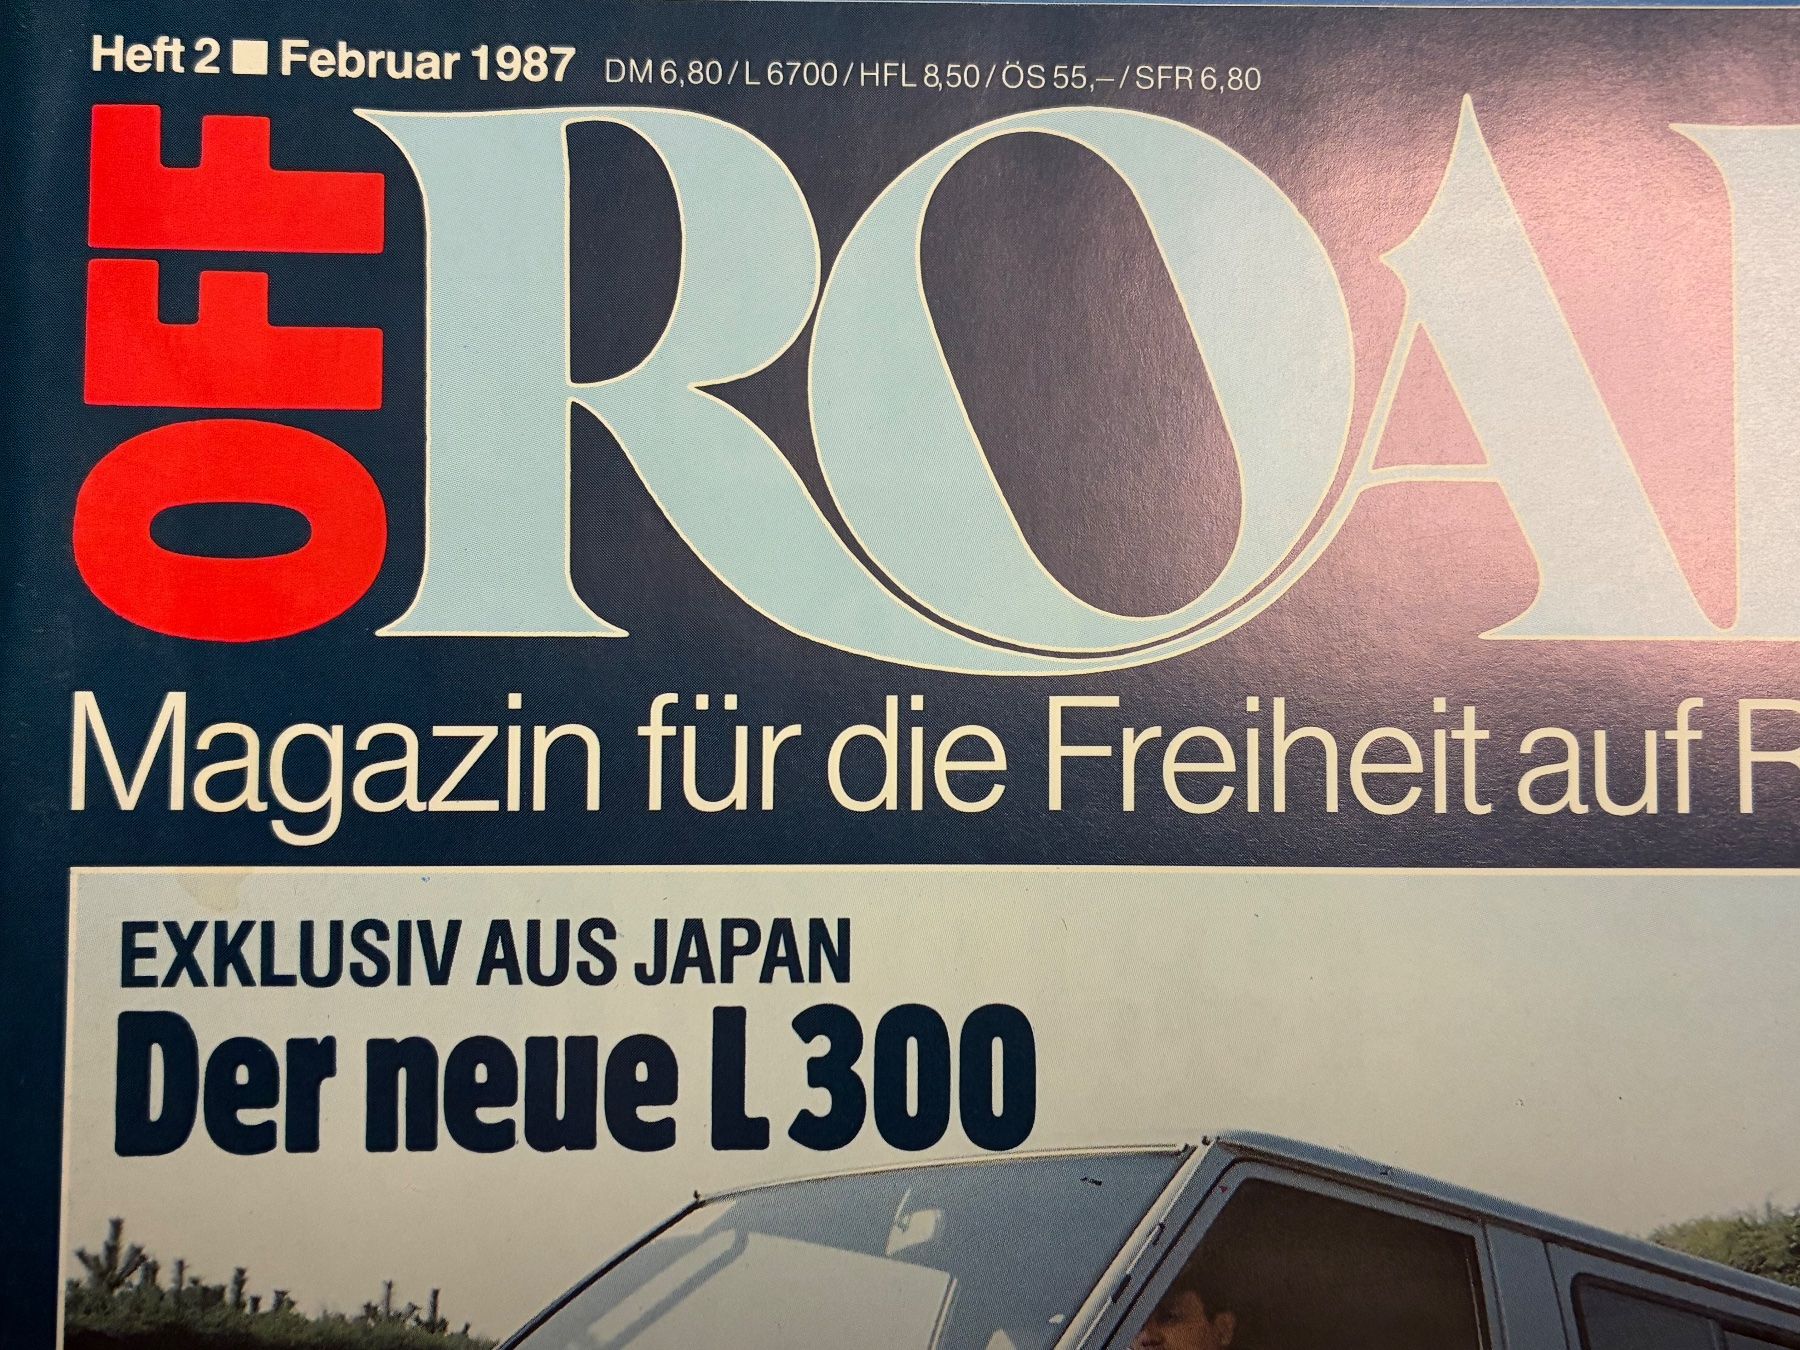 Heft 2 ■ Februar 1987 DM 6,80 / L 6700 / HFL 8,50 / ÖS 55,– / SFR 6,80
OFF ROA
Magazin für die Freiheit auf R
EXKLUSIV AUS JAPAN
Der neue L 300